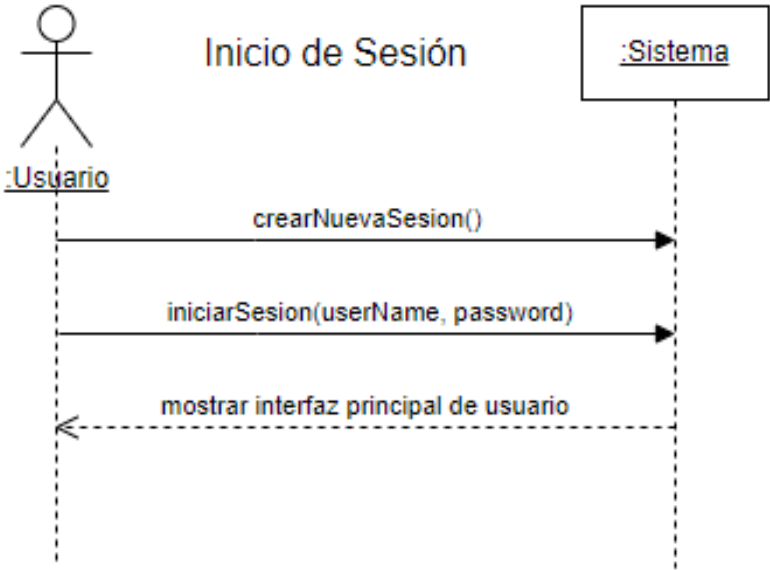 Inicio de Sesión
:Sistema
:Usuario
crearNuevaSesion()
iniciarSesion(userName, password)
mostrar interfaz principal de usuario